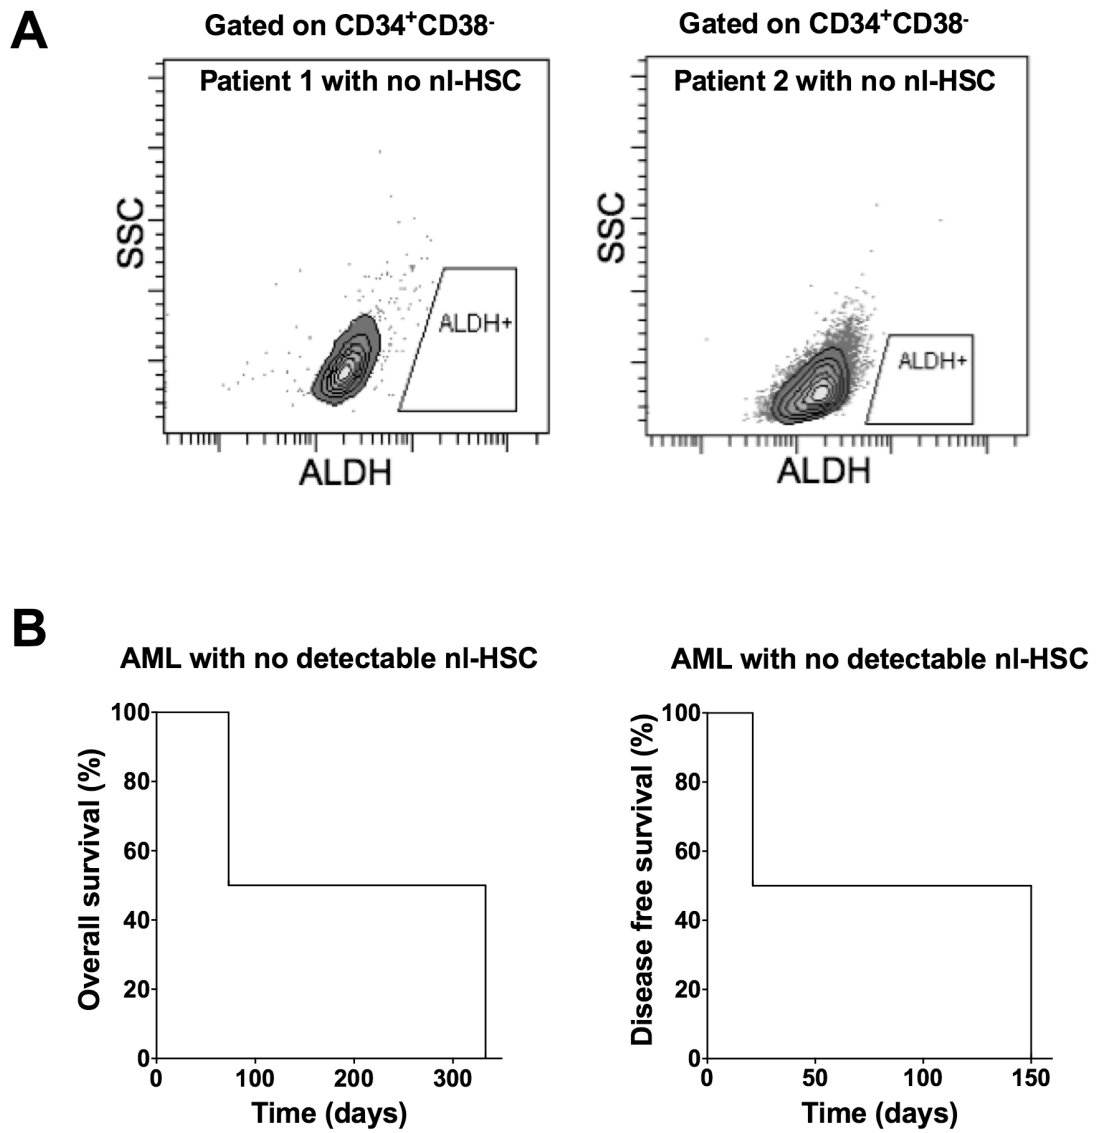 A
Gated on CD34+CD38-
Gated on CD34+CD38-
Patient 1 with no nl-HSC
Patient 2 with no nl-HSC
SSC
SSC
ALDH+
ALDH+
ALDH
ALDH
B
AML with no detectable nl-HSC
AML with no detectable nl-HSC
Overall survival (%)
100
80
60
40
20
0
0 100 200 300
Time (days)
Disease free survival (%)
100
80
60
40
20
0
0 50 100 150
Time (days)